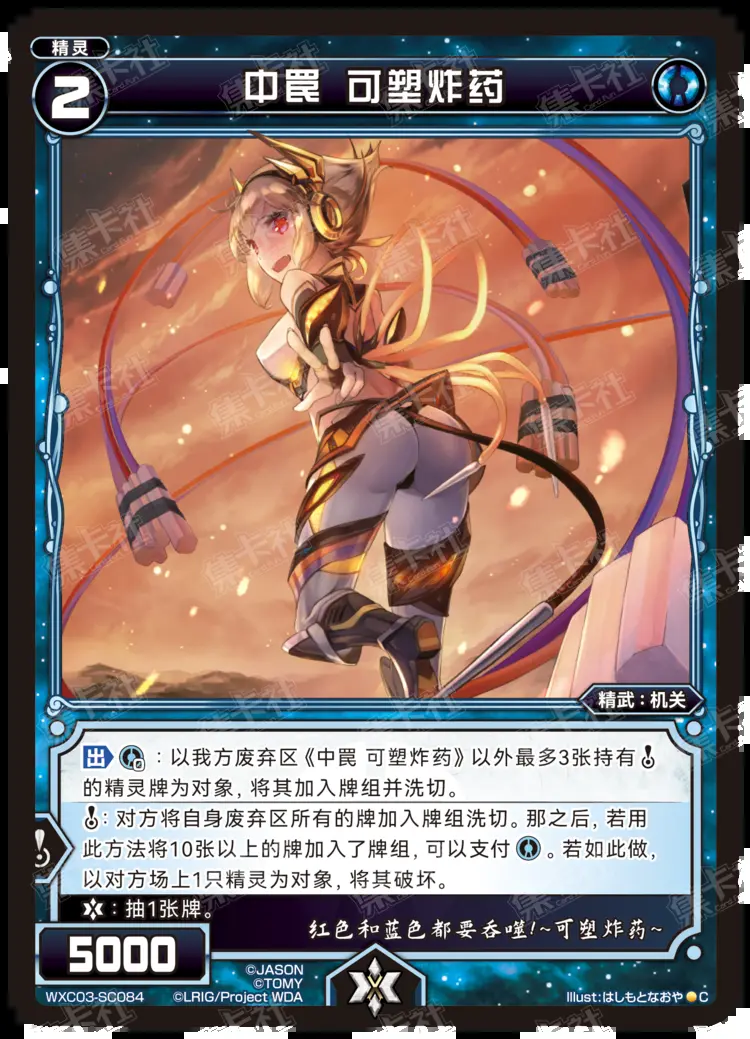 精灵
2
中罠 可塑炸药
精武：机关
出：以我方废弃区《中罠 可塑炸药》以外最多3张持有
的精灵牌为对象，将其加入牌组并洗切。
：对方将自身废弃区所有的牌加入牌组洗切。那之后，若用
此方法将10张以上的牌加入了牌组，可以支付。若如此做，
以对方场上1只精灵为对象，将其破坏。
：抽1张牌。
红色和蓝色都要吞噬!~可塑炸药~
5000
©JASON
©TOMY
WXC03-SC084 ©LRIG/Project WDA
Illust:はしもとなおや C
集卡社